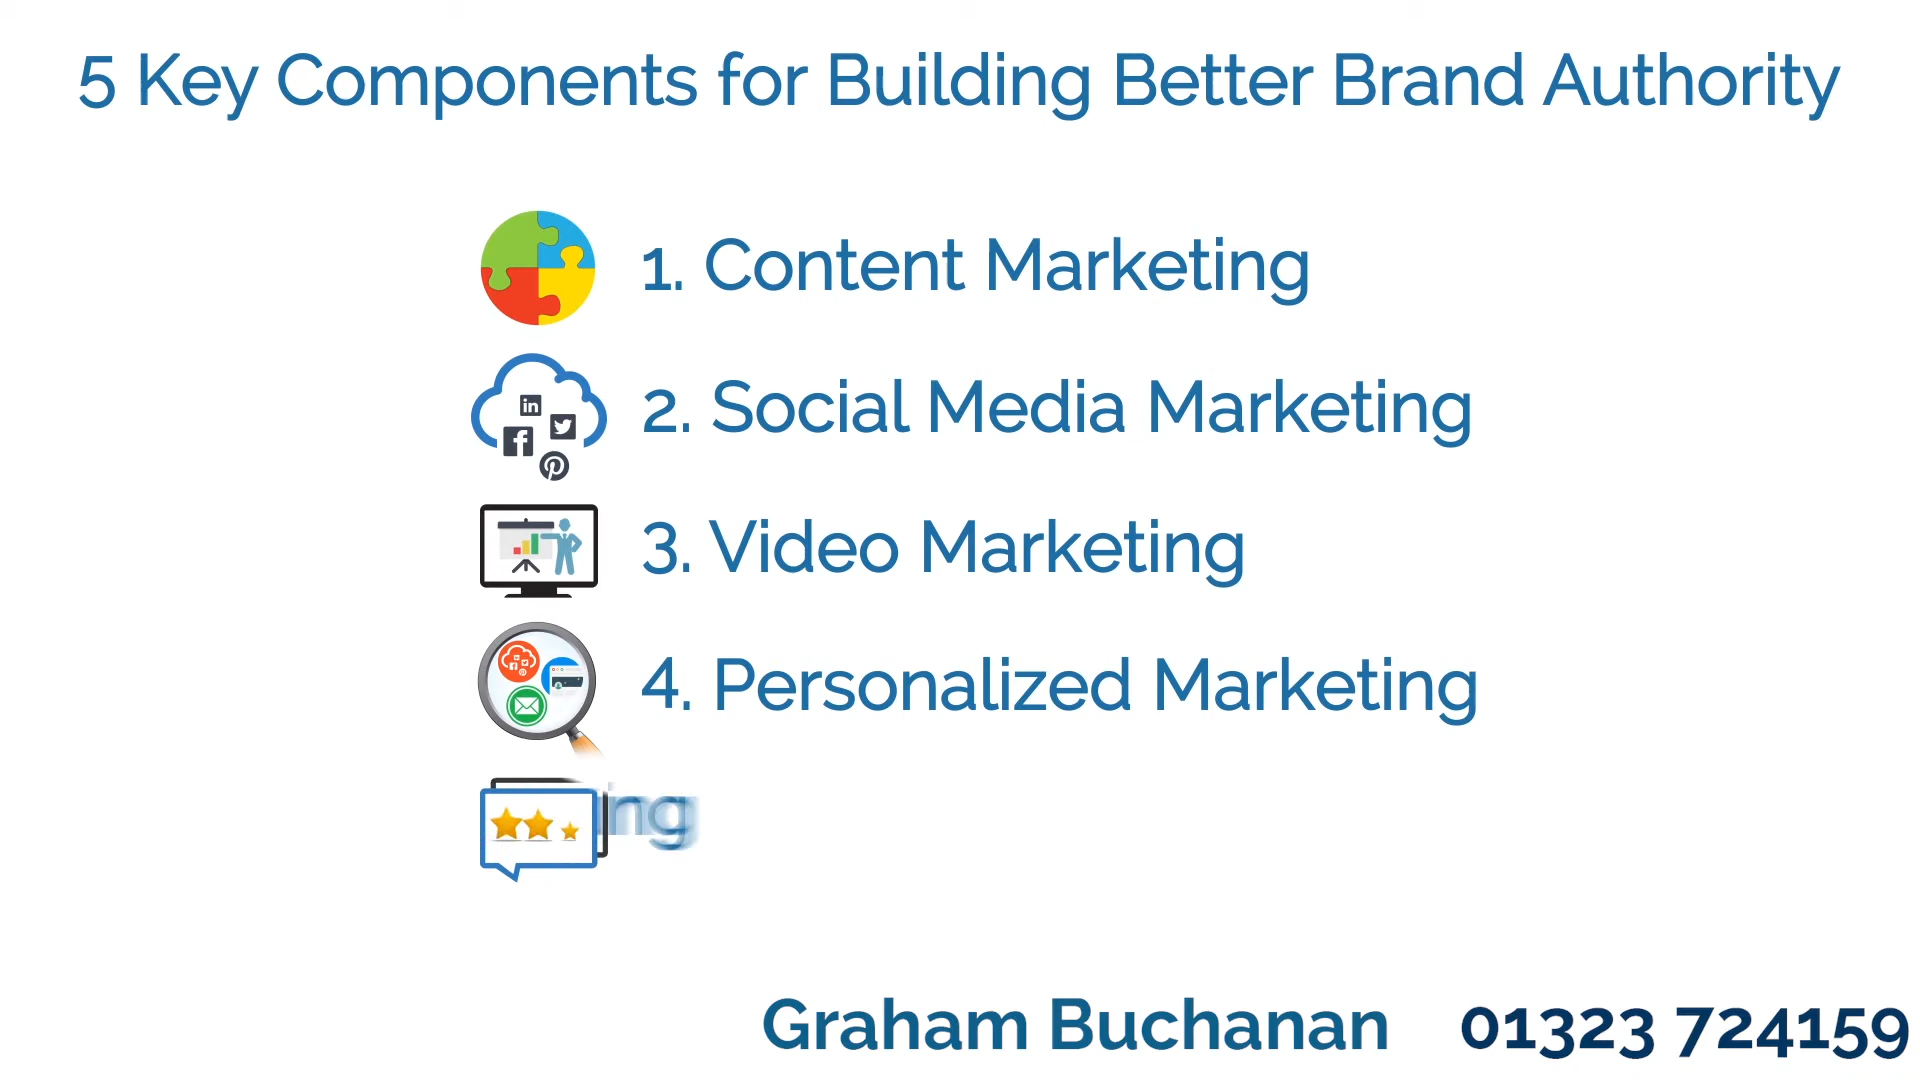 5 Key Components for Building Better Brand Authority
1. Content Marketing
2. Social Media Marketing
3. Video Marketing
4. Personalized Marketing
Graham Buchanan 01323 724159